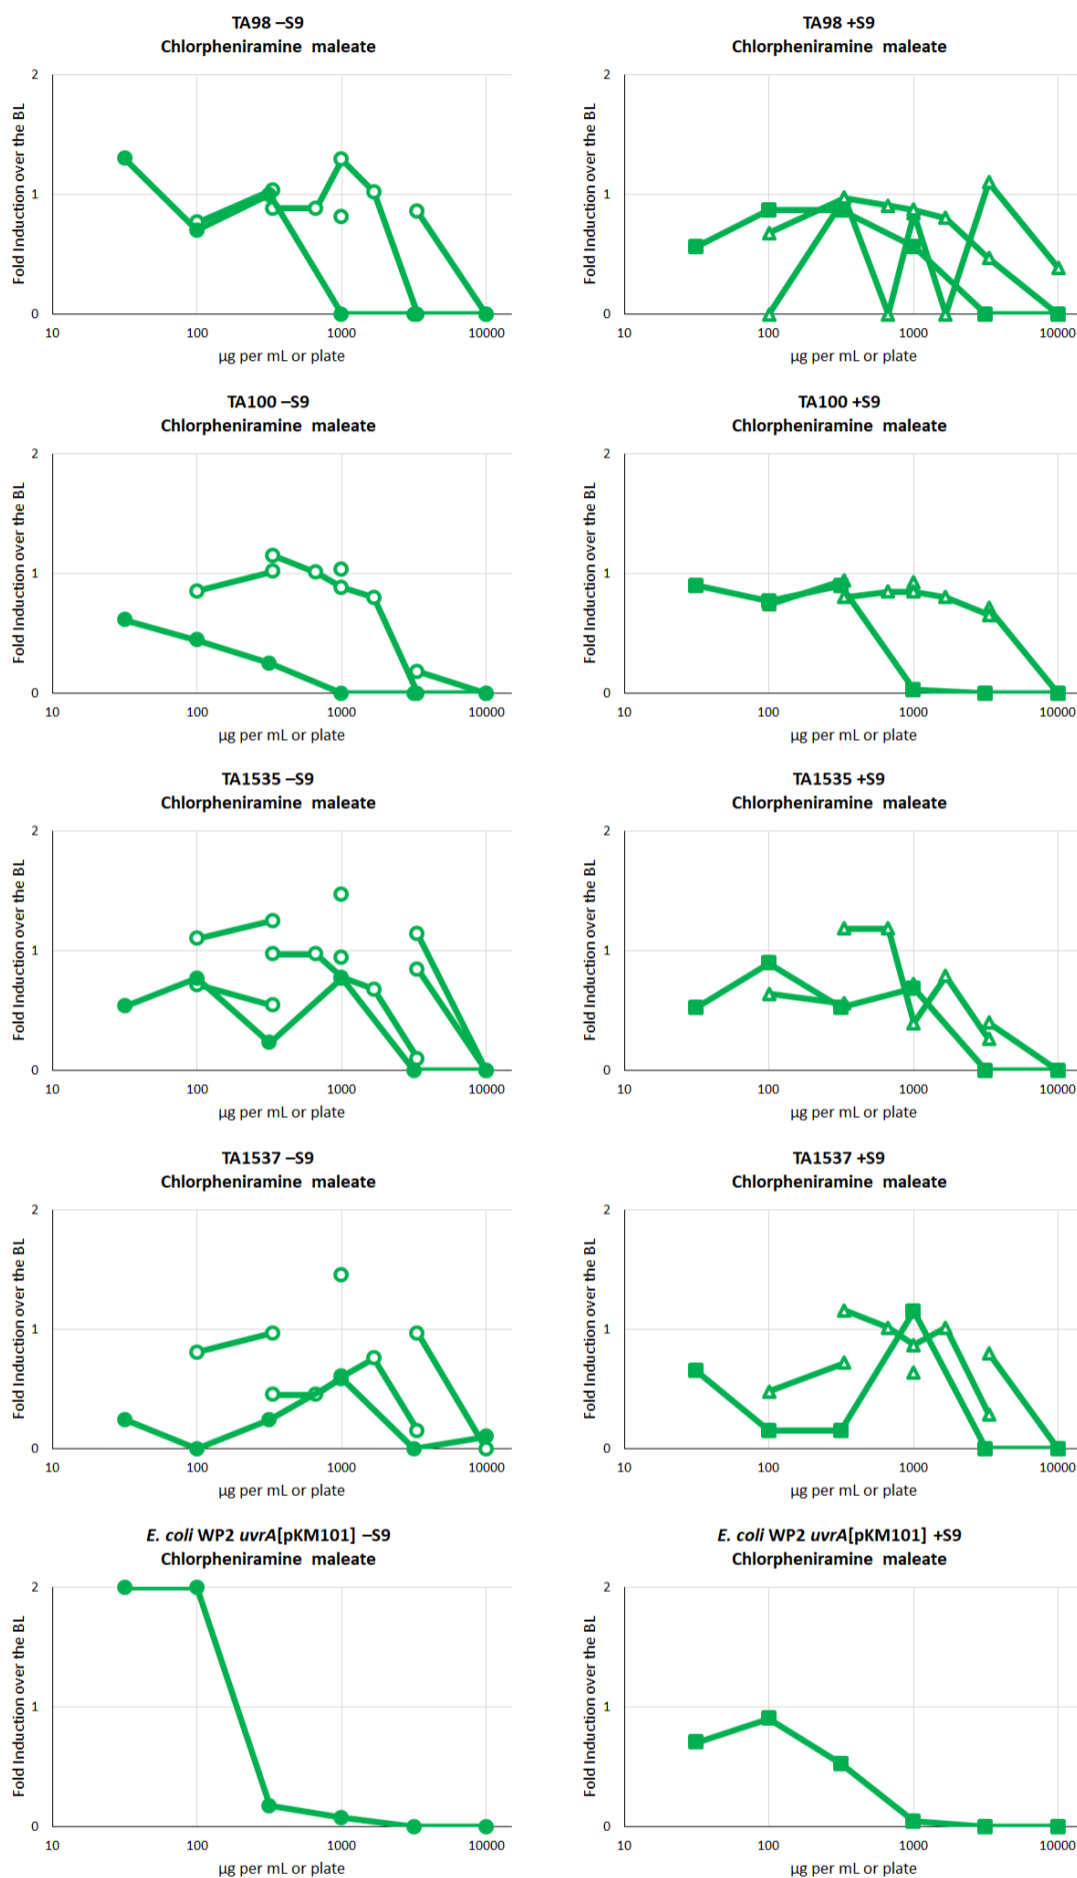 TA98 –S9
Chlorpheniramine maleate
Fold Induction over the BL
2
1
0
10 100 1000 10000
µg per mL or plate
TA98 +S9
Chlorpheniramine maleate
Fold Induction over the BL
2
1
0
10 100 1000 10000
µg per mL or plate
TA100 –S9
Chlorpheniramine maleate
Fold Induction over the BL
2
1
0
10 100 1000 10000
µg per mL or plate
TA100 +S9
Chlorpheniramine maleate
Fold Induction over the BL
2
1
0
10 100 1000 10000
µg per mL or plate
TA1535 –S9
Chlorpheniramine maleate
Fold Induction over the BL
2
1
0
10 100 1000 10000
µg per mL or plate
TA1535 +S9
Chlorpheniramine maleate
Fold Induction over the BL
2
1
0
10 100 1000 10000
µg per mL or plate
TA1537 –S9
Chlorpheniramine maleate
Fold Induction over the BL
2
1
0
10 100 1000 10000
µg per mL or plate
TA1537 +S9
Chlorpheniramine maleate
Fold Induction over the BL
2
1
0
10 100 1000 10000
µg per mL or plate
E. coli WP2 uvrA[pKM101] –S9
Chlorpheniramine maleate
Fold Induction over the BL
2
1
0
10 100 1000 10000
µg per mL or plate
E. coli WP2 uvrA[pKM101] +S9
Chlorpheniramine maleate
Fold Induction over the BL
2
1
0
10 100 1000 10000
µg per mL or plate